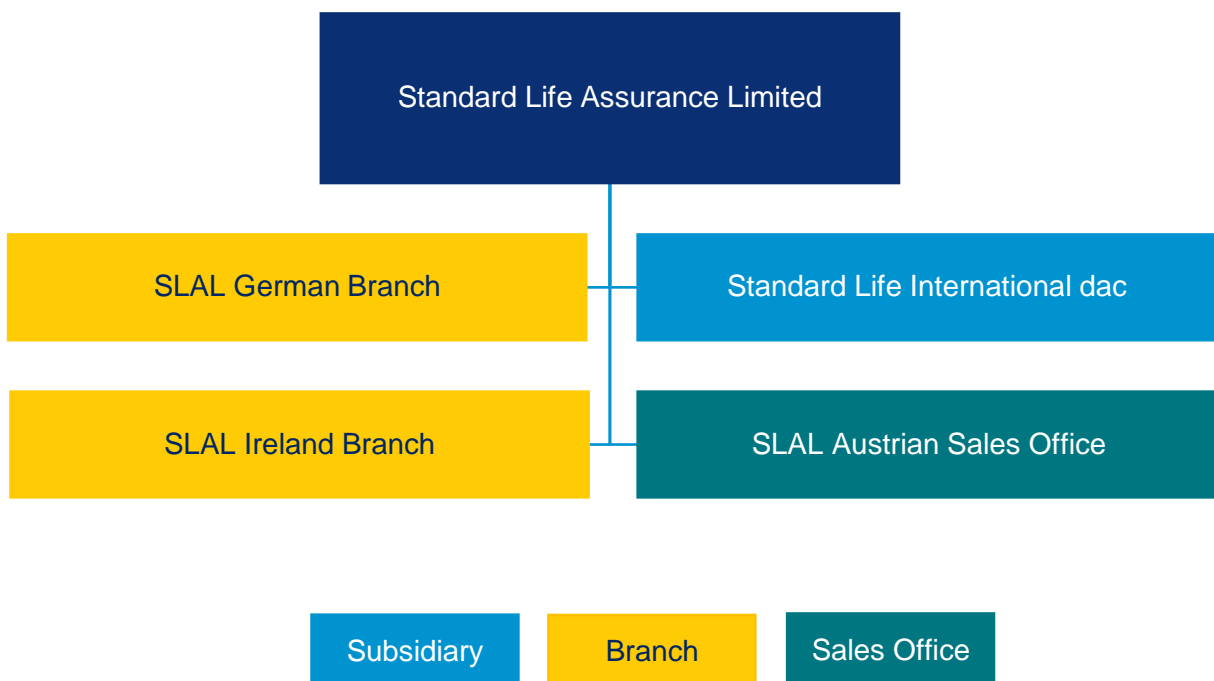 Standard Life Assurance Limited
SLAL German Branch
Standard Life International dac
SLAL Ireland Branch
SLAL Austrian Sales Office
Subsidiary
Branch
Sales Office